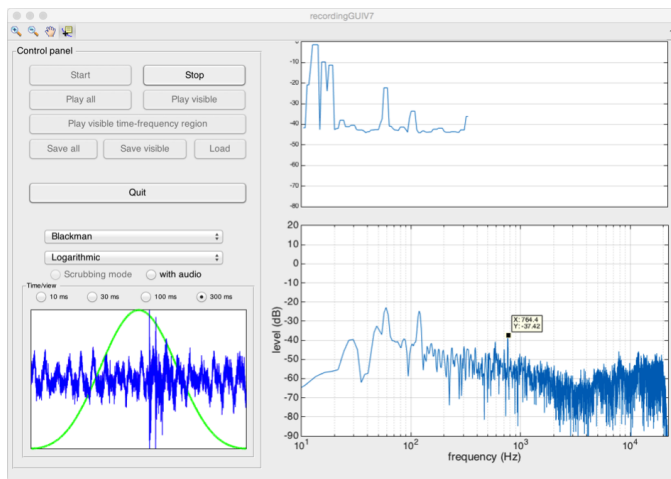 recordingGUIV7
Control panel
Start Stop
Play all Play visible
Play visible time-frequency region
Save all Save visible Load
Quit
Blackman
Logarithmic
Scrubbing mode with audio
Time/view
10 ms 30 ms 100 ms 300 ms
-10
-20
-30
-40
-50
-60
-70
-80
20
10
0
-10
-20
-30
-40
-50
-60
-70
-80
-90
level (dB)
X: 764.4
Y: -37.42
10^1 10^2 10^3 10^4
frequency (Hz)